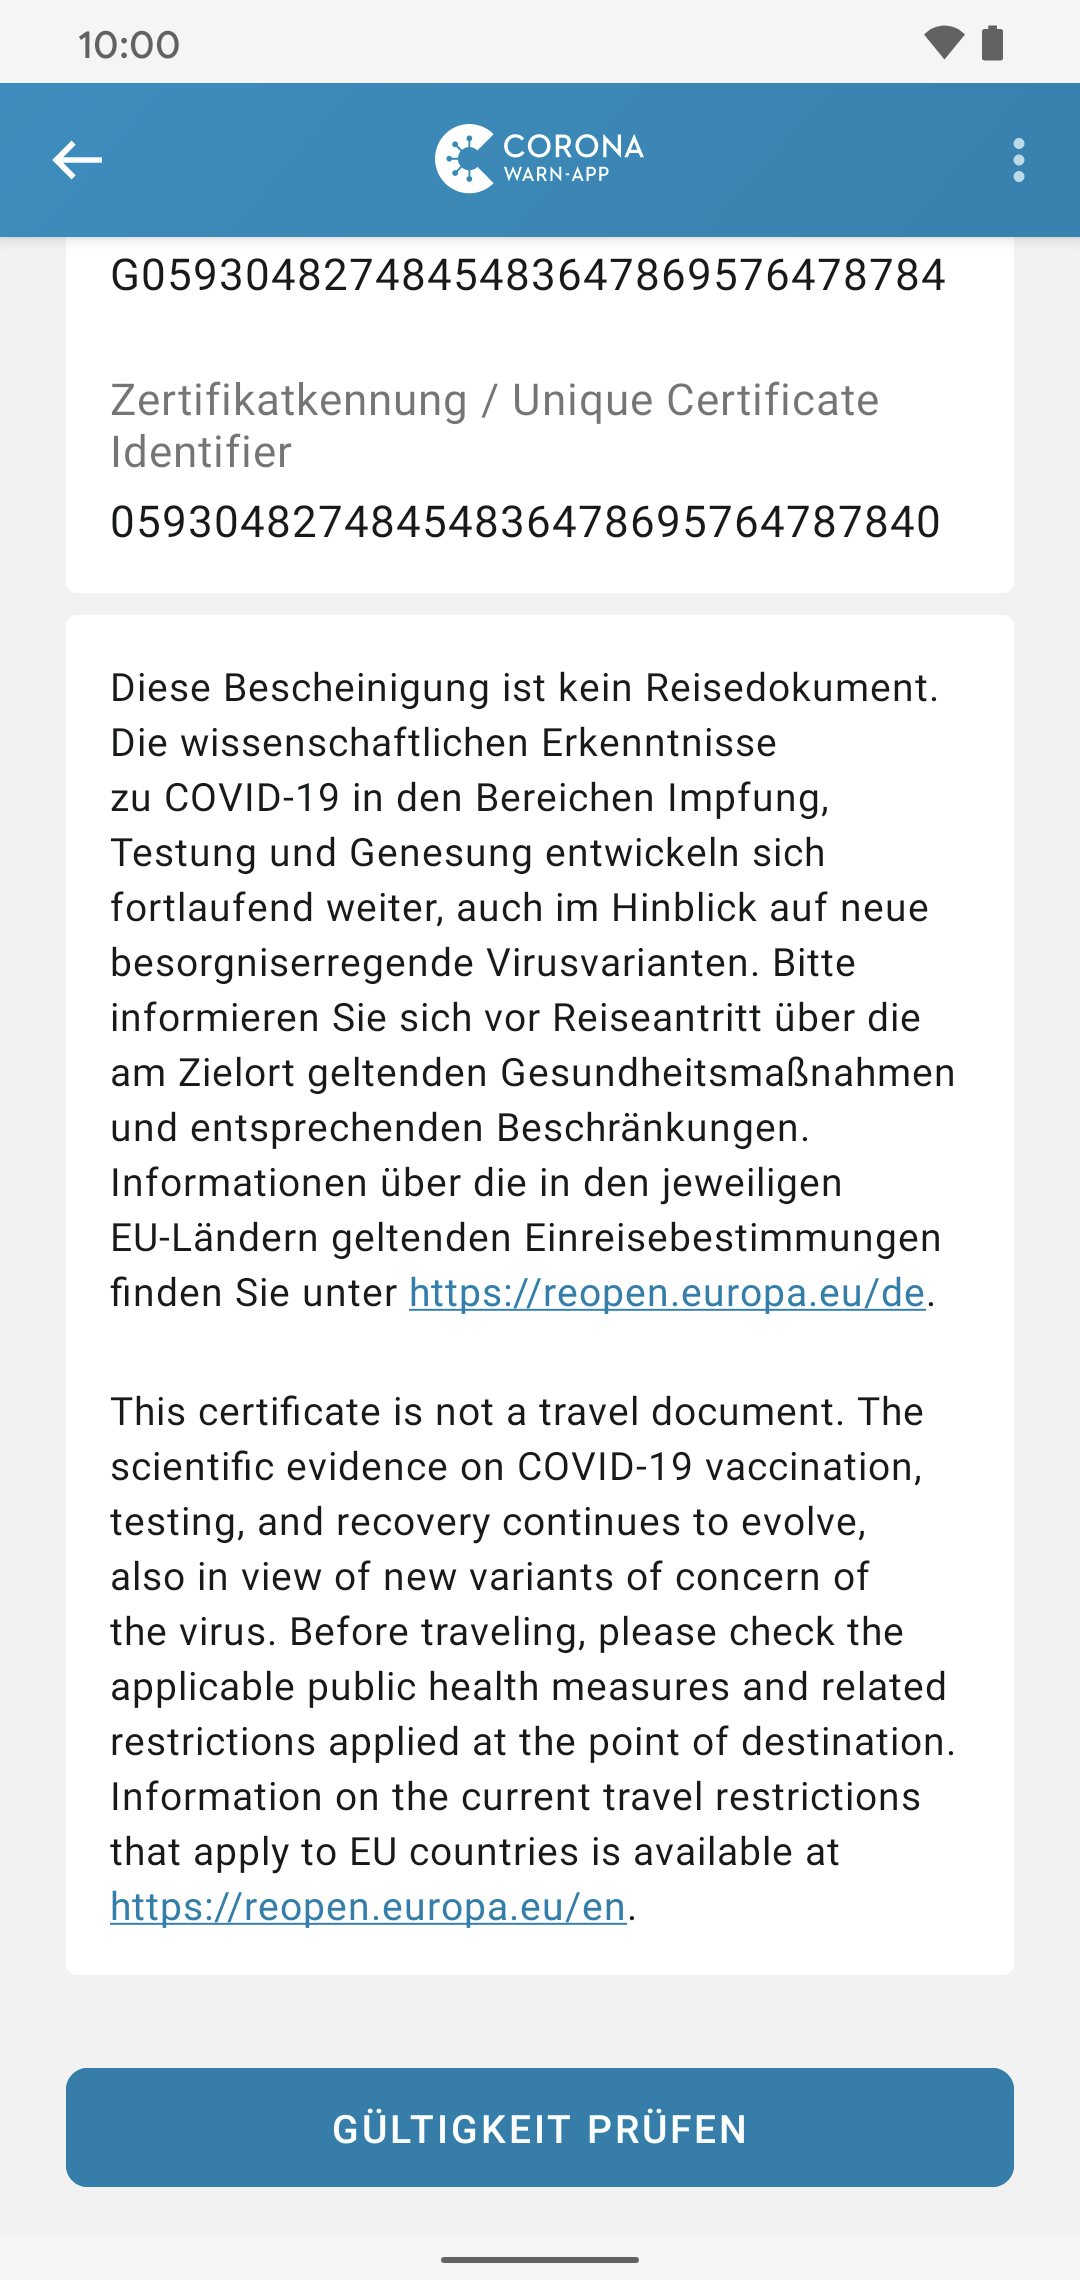 10:00
CORONA
WARN-APP
G0593048274845483647869576478784
Zertifikatkennung / Unique Certificate
Identifier
05930482748454836478695764787840
Diese Bescheinigung ist kein Reisedokument.
Die wissenschaftlichen Erkenntnisse
zu COVID-19 in den Bereichen Impfung,
Testung und Genesung entwickeln sich
fortlaufend weiter, auch im Hinblick auf neue
besorgniserregende Virusvarianten. Bitte
informieren Sie sich vor Reiseantritt über die
am Zielort geltenden Gesundheitsmaßnahmen
und entsprechenden Beschränkungen.
Informationen über die in den jeweiligen
EU-Ländern geltenden Einreisebestimmungen
finden Sie unter https://reopen.europa.eu/de.
This certificate is not a travel document. The
scientific evidence on COVID-19 vaccination,
testing, and recovery continues to evolve,
also in view of new variants of concern of
the virus. Before traveling, please check the
applicable public health measures and related
restrictions applied at the point of destination.
Information on the current travel restrictions
that apply to EU countries is available at
https://reopen.europa.eu/en.
GÜLTIGKEIT PRÜFEN